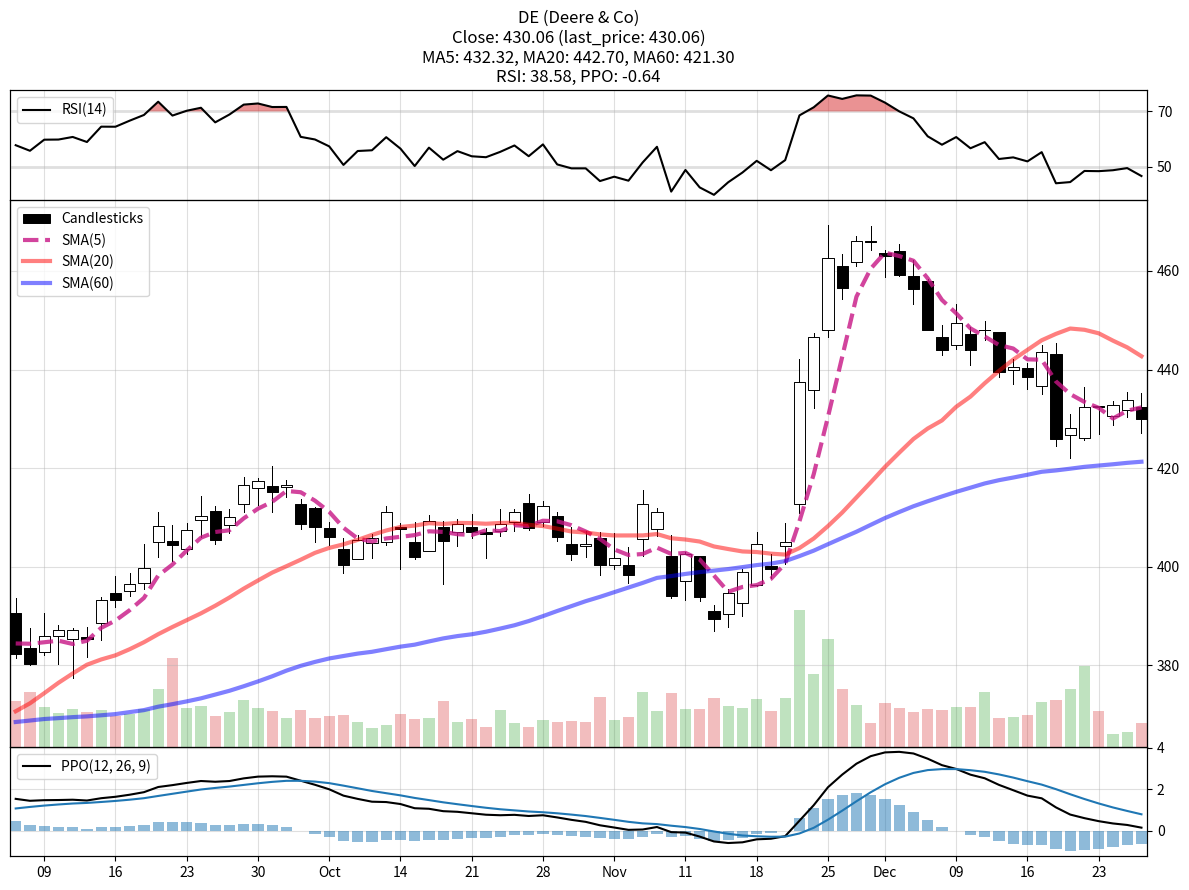 DE (Deere & Co)
Close: 430.06 (last_price: 430.06)
MA5: 432.32, MA20: 442.70, MA60: 421.30
RSI: 38.58, PPO: -0.64
RSI(14)
70
50
Candlesticks
SMA(5)
SMA(20)
SMA(60)
460
440
420
400
380
PPO(12, 26, 9)
4
2
0
09 16 23 30 Oct 14 21 28 Nov 11 18 25 Dec 09 16 23